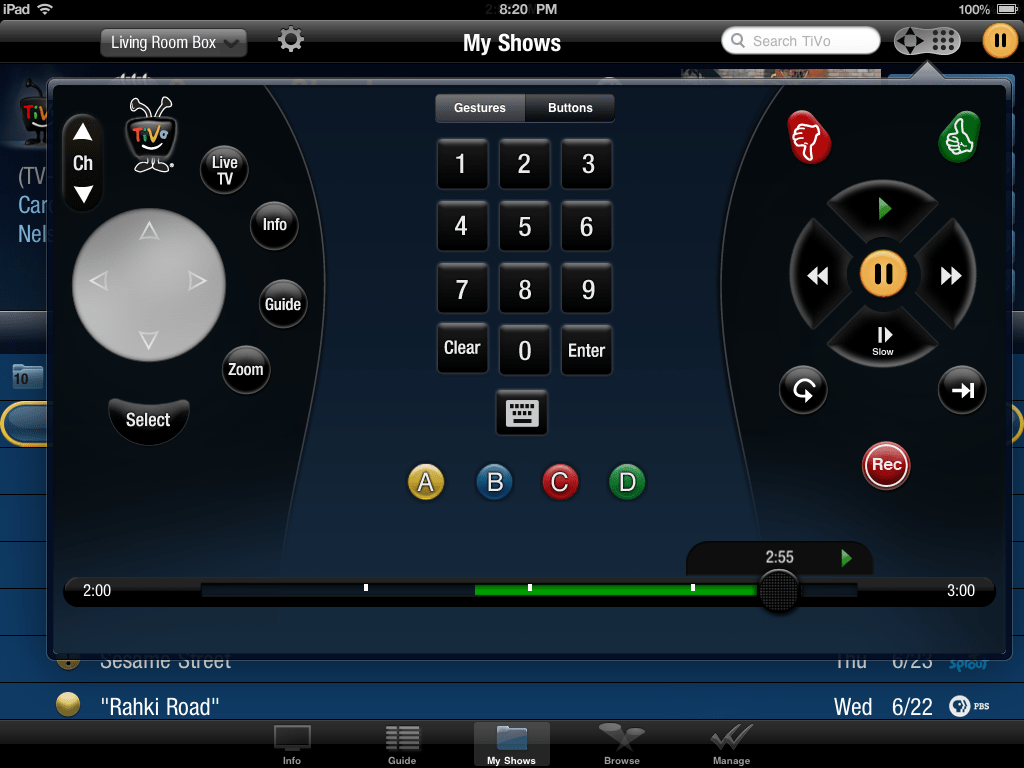 iPad 8:20 PM 100%
Living Room Box My Shows Search TiVo
Gestures Buttons
TiVo
Ch
Live
TV
Info
Guide
Zoom
Select
1 2 3
4 5 6
7 8 9
Clear 0 Enter
A B C D
Slow
Rec
(TV
10
2:55
2:00 3:00
Sesame Street Thu 6/23 Sprout
"Rahki Road" Wed 6/22 PBS
Info Guide My Shows Browse Manage